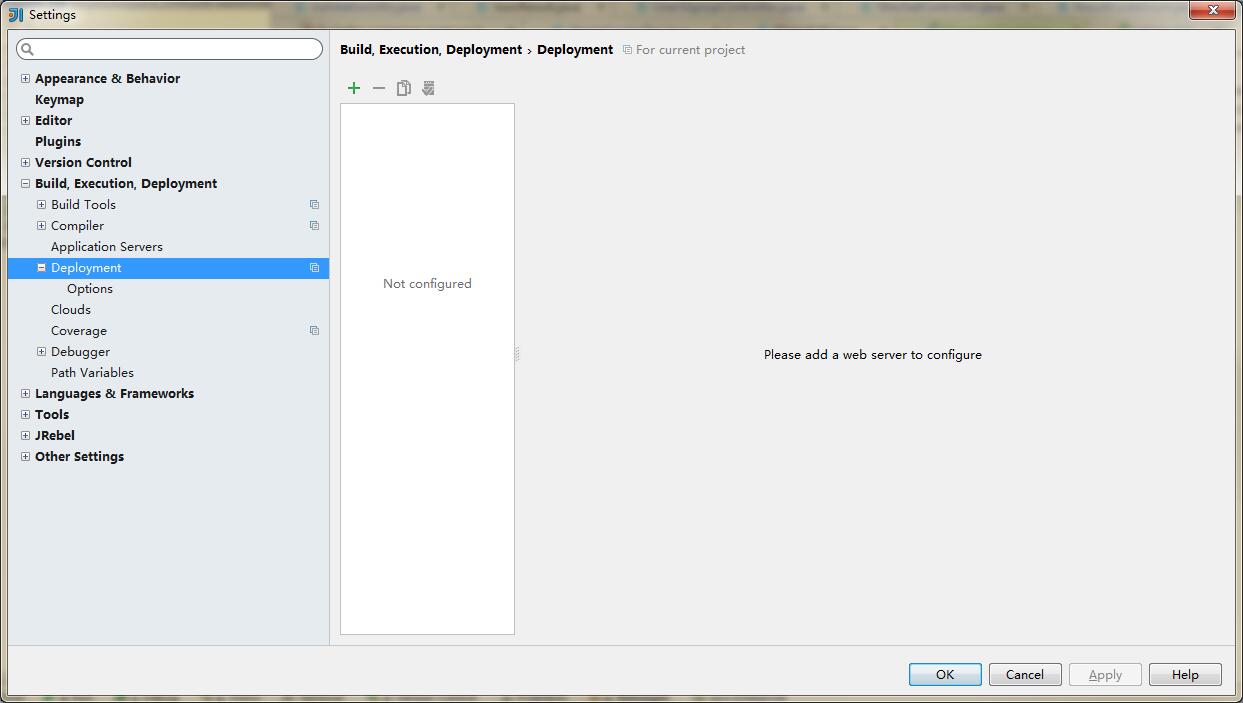 Settings
Build, Execution, Deployment › Deployment For current project
Appearance & Behavior
Keymap
Editor
Plugins
Version Control
Build, Execution, Deployment
Build Tools
Compiler
Application Servers
Deployment
Options
Clouds
Coverage
Debugger
Path Variables
Languages & Frameworks
Tools
JRebel
Other Settings
Not configured
Please add a web server to configure
OK
Cancel
Apply
Help